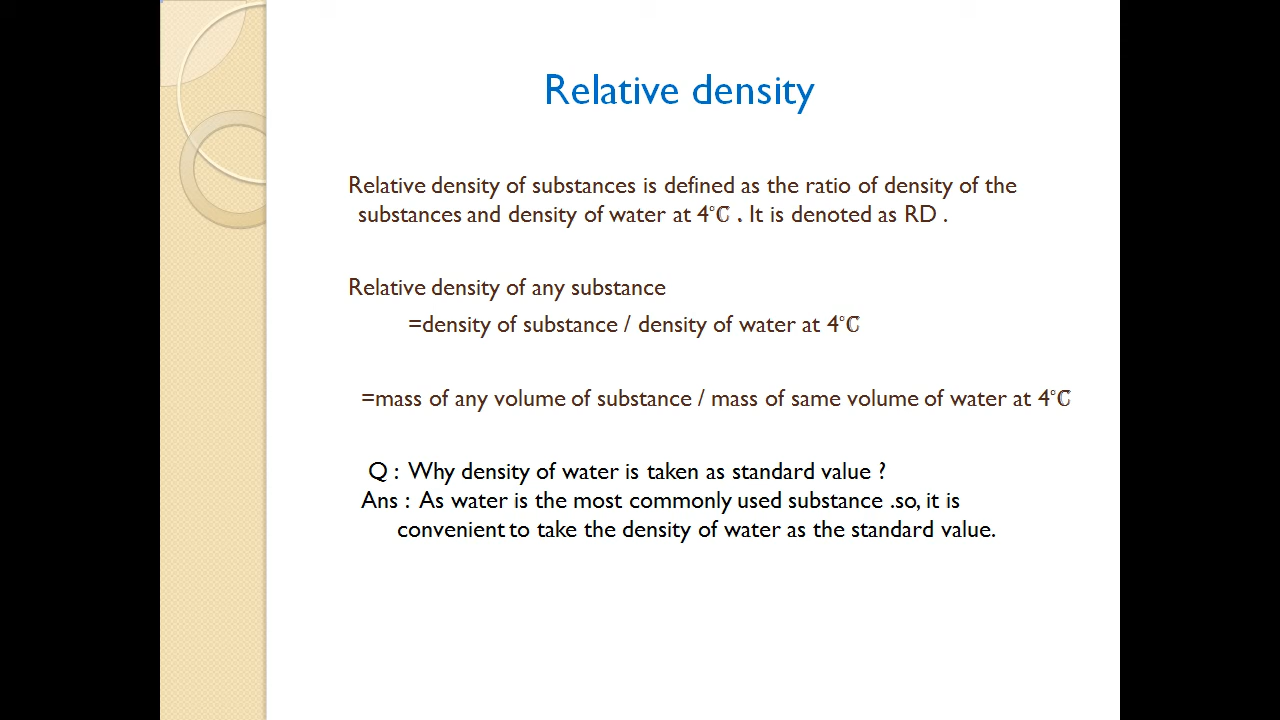 Relative density
Relative density of substances is defined as the ratio of density of the
substances and density of water at 4°C . It is denoted as RD .
Relative density of any substance
=density of substance / density of water at 4°C
=mass of any volume of substance / mass of same volume of water at 4°C
Q : Why density of water is taken as standard value ?
Ans : As water is the most commonly used substance .so, it is
convenient to take the density of water as the standard value.